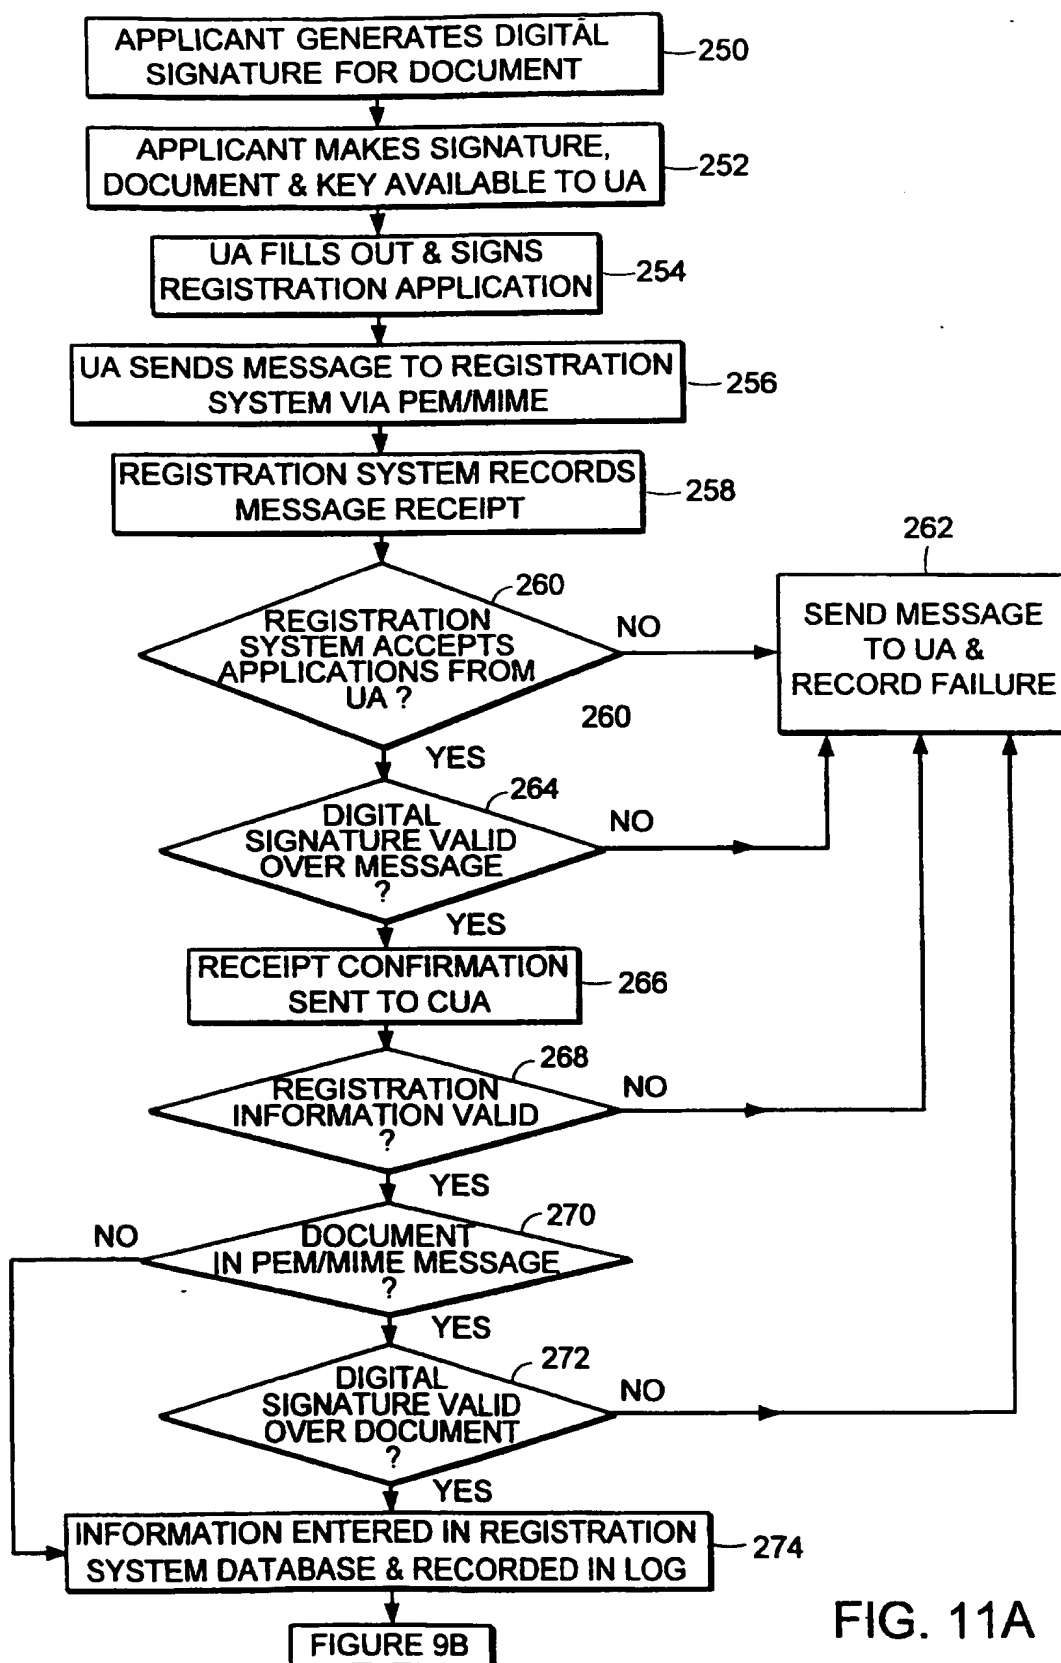 APPLICANT GENERATES DIGITAL
SIGNATURE FOR DOCUMENT
250
APPLICANT MAKES SIGNATURE,
DOCUMENT & KEY AVAILABLE TO UA
252
UA FILLS OUT & SIGNS
REGISTRATION APPLICATION
254
UA SENDS MESSAGE TO REGISTRATION
SYSTEM VIA PEM/MIME
256
REGISTRATION SYSTEM RECORDS
MESSAGE RECEIPT
258
262
SEND MESSAGE
TO UA &
RECORD FAILURE
260
REGISTRATION
SYSTEM ACCEPTS
APPLICATIONS FROM
UA ?
NO
260
YES
264
DIGITAL
SIGNATURE VALID
OVER MESSAGE
?
NO
YES
RECEIPT CONFIRMATION
SENT TO CUA
266
268
REGISTRATION
INFORMATION VALID
?
NO
YES
270
DOCUMENT
IN PEM/MIME MESSAGE
?
NO
YES
272
DIGITAL
SIGNATURE VALID
OVER DOCUMENT
?
NO
YES
INFORMATION ENTERED IN REGISTRATION
SYSTEM DATABASE & RECORDED IN LOG
274
FIGURE 9B
FIG. 11A